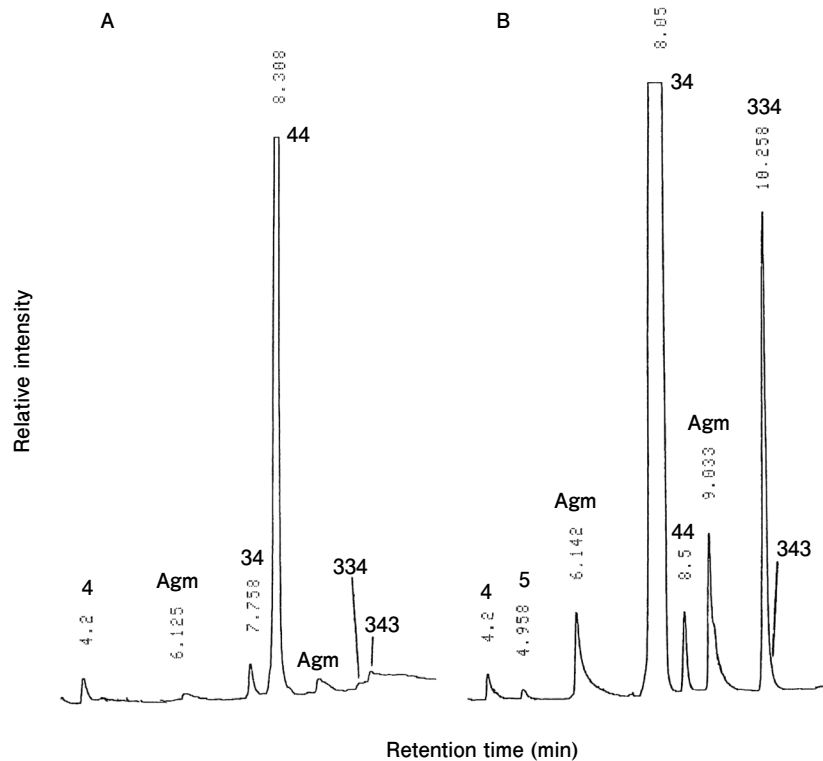 A
B
Relative intensity
4
4.2
Agm
6.125
34
7.758
8.308
44
Agm
334
343
4
4.2
5
4.958
Agm
6.142
8.05
34
44
8.5
Agm
9.033
334
10.258
343
Retention time (min)